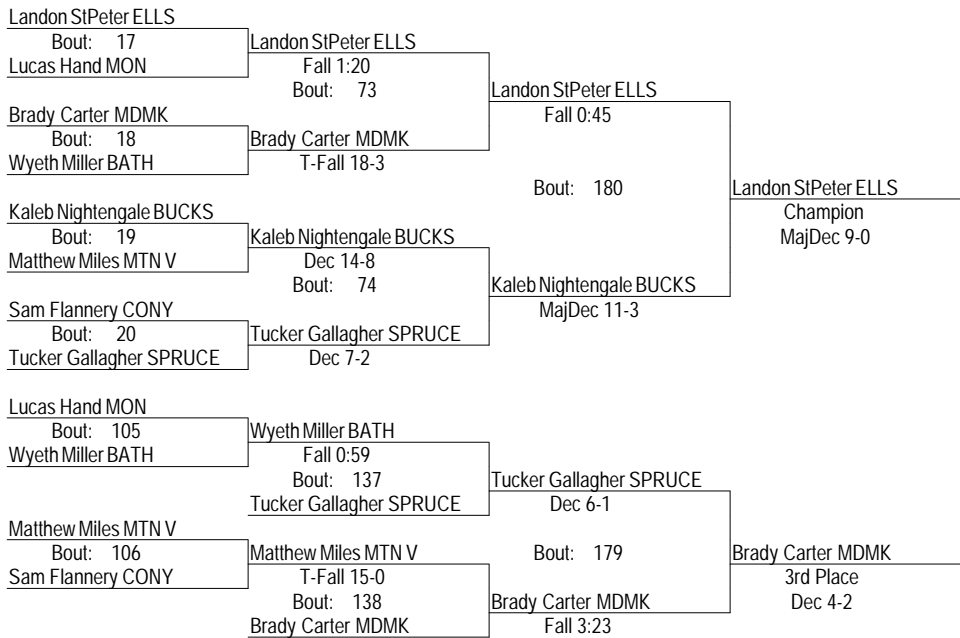 Landon StPeter ELLS
Bout: 17
Landon StPeter ELLS
Lucas Hand MON
Fall 1:20
Bout: 73
Landon StPeter ELLS
Brady Carter MDMK
Fall 0:45
Bout: 18
Brady Carter MDMK
Wyeth Miller BATH
T-Fall 18-3
Bout: 180
Landon StPeter ELLS
Kaleb Nightengale BUCKS
Champion
Bout: 19
Kaleb Nightengale BUCKS
MajDec 9-0
Matthew Miles MTN V
Dec 14-8
Bout: 74
Kaleb Nightengale BUCKS
Sam Flannery CONY
MajDec 11-3
Bout: 20
Tucker Gallagher SPRUCE
Tucker Gallagher SPRUCE
Dec 7-2
Lucas Hand MON
Bout: 105
Wyeth Miller BATH
Wyeth Miller BATH
Fall 0:59
Bout: 137
Tucker Gallagher SPRUCE
Tucker Gallagher SPRUCE
Dec 6-1
Matthew Miles MTN V
Bout: 106
Matthew Miles MTN V
Bout: 179
Brady Carter MDMK
Sam Flannery CONY
T-Fall 15-0
3rd Place
Bout: 138
Brady Carter MDMK
Dec 4-2
Brady Carter MDMK
Fall 3:23